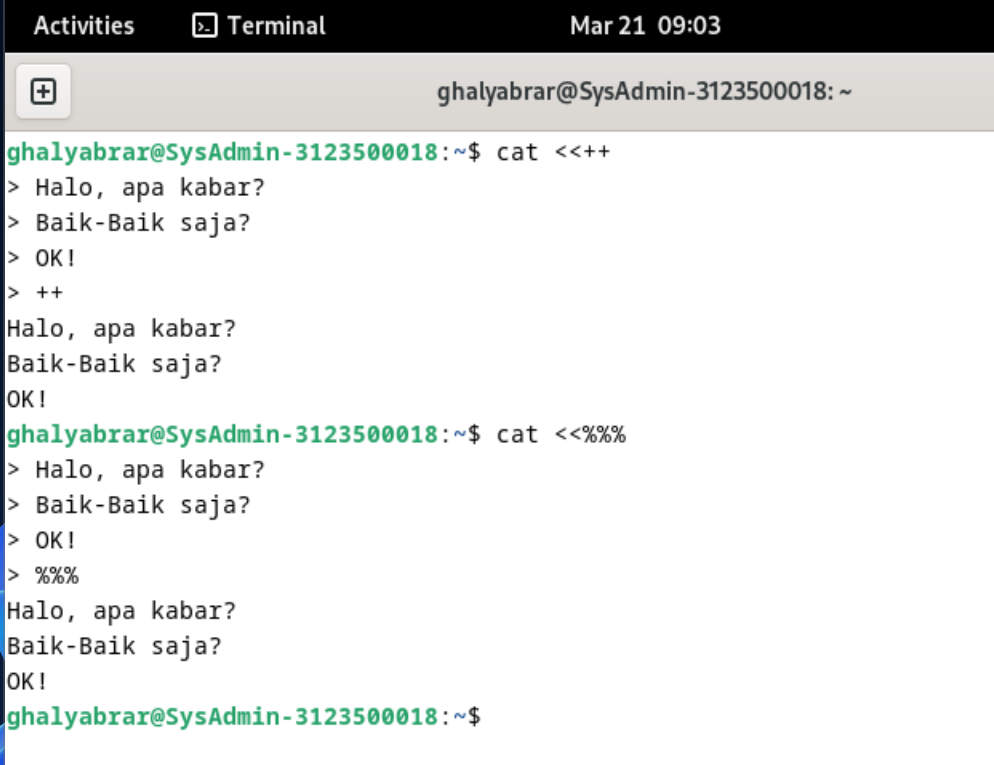 Activities Terminal Mar 21 09:03
ghalyabrar@SysAdmin-3123500018: ~
ghalyabrar@SysAdmin-3123500018:~$ cat <<++
> Halo, apa kabar?
> Baik-Baik saja?
> OK!
> ++
Halo, apa kabar?
Baik-Baik saja?
OK!
ghalyabrar@SysAdmin-3123500018:~$ cat <<%%%
> Halo, apa kabar?
> Baik-Baik saja?
> OK!
> %%%
Halo, apa kabar?
Baik-Baik saja?
OK!
ghalyabrar@SysAdmin-3123500018:~$